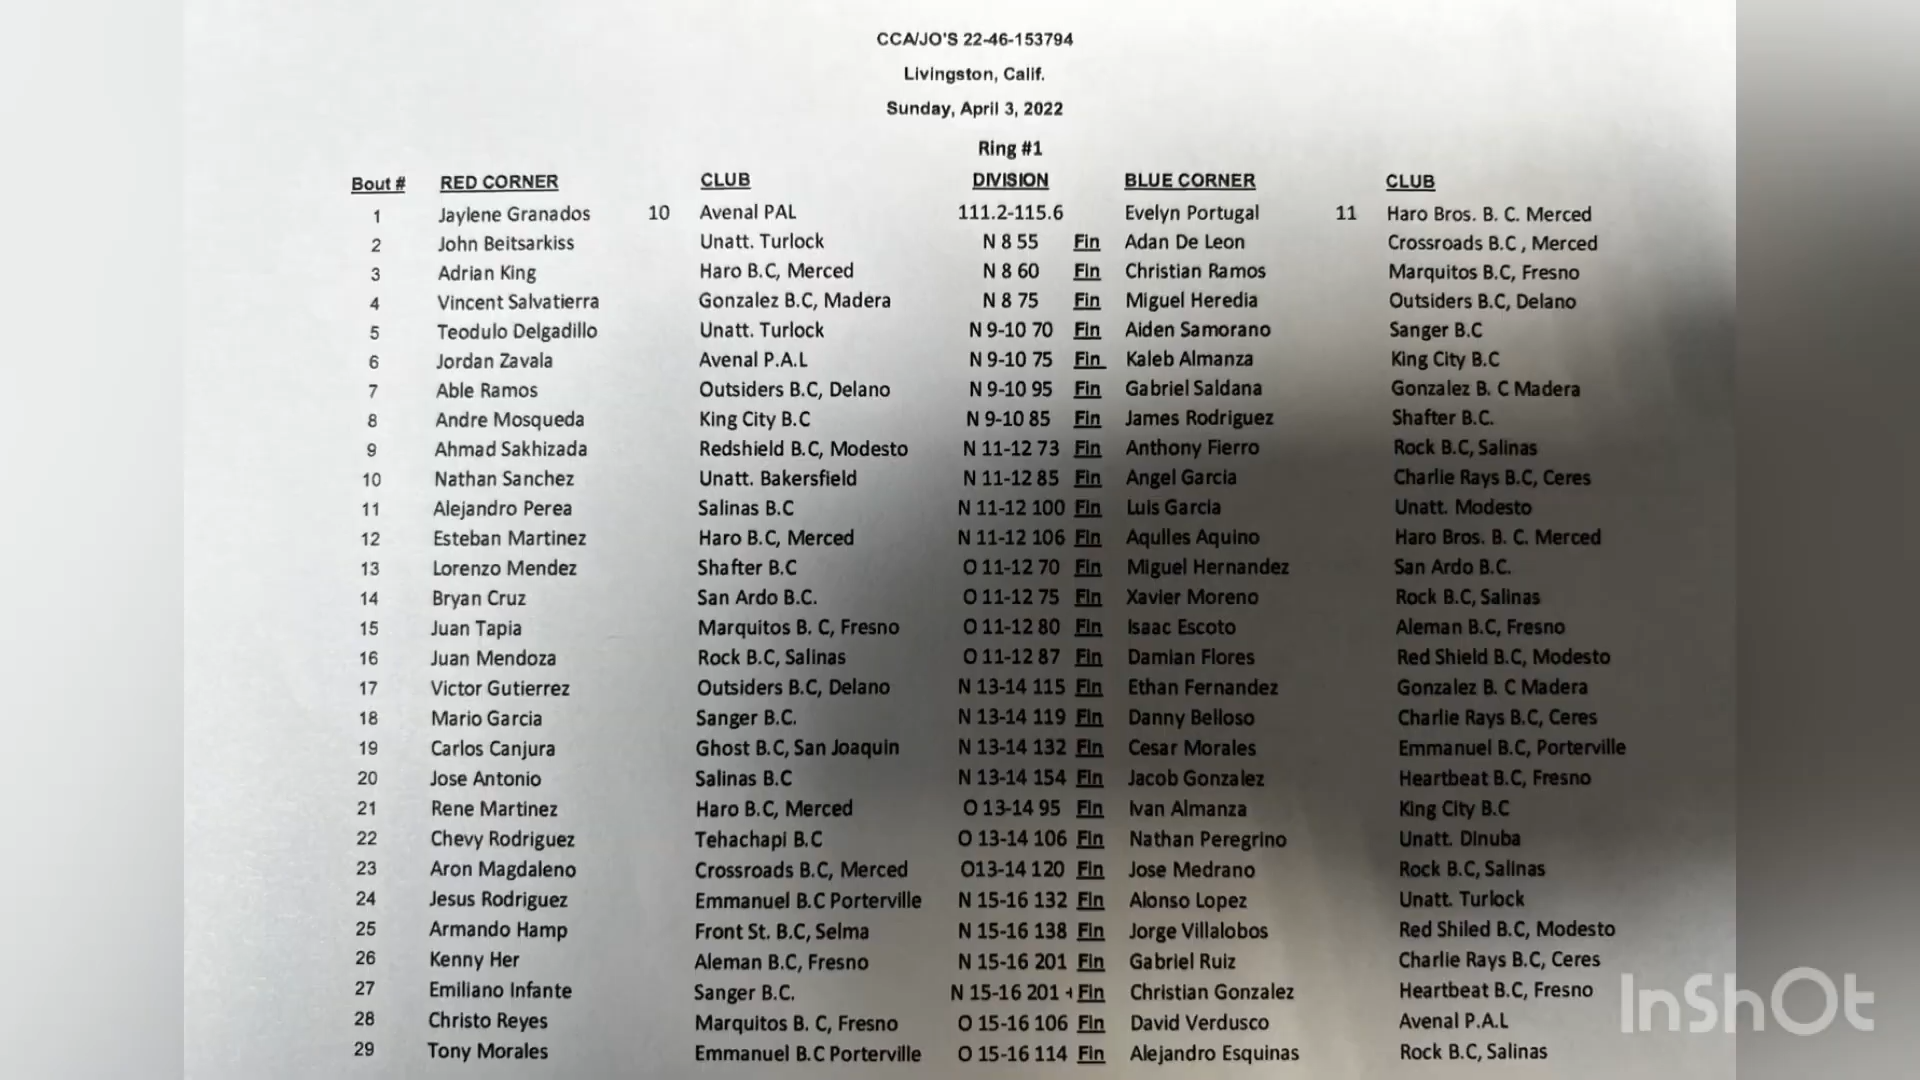 CCA/JO'S 22-46-153794
Livingston, Calif.
Sunday, April 3, 2022
Ring #1
Bout # RED CORNER CLUB DIVISION BLUE CORNER CLUB
1 Jaylene Granados 10 Avenal PAL 111.2-115.6 Evelyn Portugal 11 Haro Bros. B. C. Merced
2 John Beitsarkiss Unatt. Turlock N 8 55 Fin Adan De Leon Crossroads B.C , Merced
3 Adrian King Haro B.C, Merced N 8 60 Fin Christian Ramos Marquitos B.C, Fresno
4 Vincent Salvatierra Gonzalez B.C, Madera N 8 75 Fin Miguel Heredia Outsiders B.C, Delano
5 Teodulo Delgadillo Unatt. Turlock N 9-10 70 Fin Aiden Samorano Sanger B.C
6 Jordan Zavala Avenal P.A.L N 9-10 75 Fin Kaleb Almanza King City B.C
7 Able Ramos Outsiders B.C, Delano N 9-10 95 Fin Gabriel Saldana Gonzalez B. C Madera
8 Andre Mosqueda King City B.C N 9-10 85 Fin James Rodriguez Shafter B.C.
9 Ahmad Sakhizada Redshield B.C, Modesto N 11-12 73 Fin Anthony Fierro Rock B.C, Salinas
10 Nathan Sanchez Unatt. Bakersfield N 11-12 85 Fin Angel Garcia Charlie Rays B.C, Ceres
11 Alejandro Perea Salinas B.C N 11-12 100 Fin Luis Garcia Unatt. Modesto
12 Esteban Martinez Haro B.C, Merced N 11-12 106 Fin Aqulles Aquino Haro Bros. B. C. Merced
13 Lorenzo Mendez Shafter B.C O 11-12 70 Fin Miguel Hernandez San Ardo B.C.
14 Bryan Cruz San Ardo B.C. O 11-12 75 Fin Xavier Moreno Rock B.C, Salinas
15 Juan Tapia Marquitos B. C, Fresno O 11-12 80 Fin Isaac Escoto Aleman B.C, Fresno
16 Juan Mendoza Rock B.C, Salinas O 11-12 87 Fin Damian Flores Red Shield B.C, Modesto
17 Victor Gutierrez Outsiders B.C, Delano N 13-14 115 Fin Ethan Fernandez Gonzalez B. C Madera
18 Mario Garcia Sanger B.C. N 13-14 119 Fin Danny Belloso Charlie Rays B.C, Ceres
19 Carlos Canjura Ghost B.C, San Joaquin N 13-14 132 Fin Cesar Morales Emmanuel B.C, Porterville
20 Jose Antonio Salinas B.C N 13-14 154 Fin Jacob Gonzalez Heartbeat B.C, Fresno
21 Rene Martinez Haro B.C, Merced O 13-14 95 Fin Ivan Almanza King City B.C
22 Chevy Rodriguez Tehachapi B.C O 13-14 106 Fin Nathan Peregrino Unatt. Dinuba
23 Aron Magdaleno Crossroads B.C, Merced O13-14 120 Fin Jose Medrano Rock B.C, Salinas
24 Jesus Rodriguez Emmanuel B.C Porterville N 15-16 132 Fin Alonso Lopez Unatt. Turlock
25 Armando Hamp Front St. B.C, Selma N 15-16 138 Fin Jorge Villalobos Red Shiled B.C, Modesto
26 Kenny Her Aleman B.C, Fresno N 15-16 201 Fin Gabriel Ruiz Charlie Rays B.C, Ceres
27 Emiliano Infante Sanger B.C. N 15-16 201 + Fin Christian Gonzalez Heartbeat B.C, Fresno
28 Christo Reyes Marquitos B. C, Fresno O 15-16 106 Fin David Verdusco Avenal P.A.L
29 Tony Morales Emmanuel B.C Porterville O 15-16 114 Fin Alejandro Esquinas Rock B.C, Salinas
InShOt